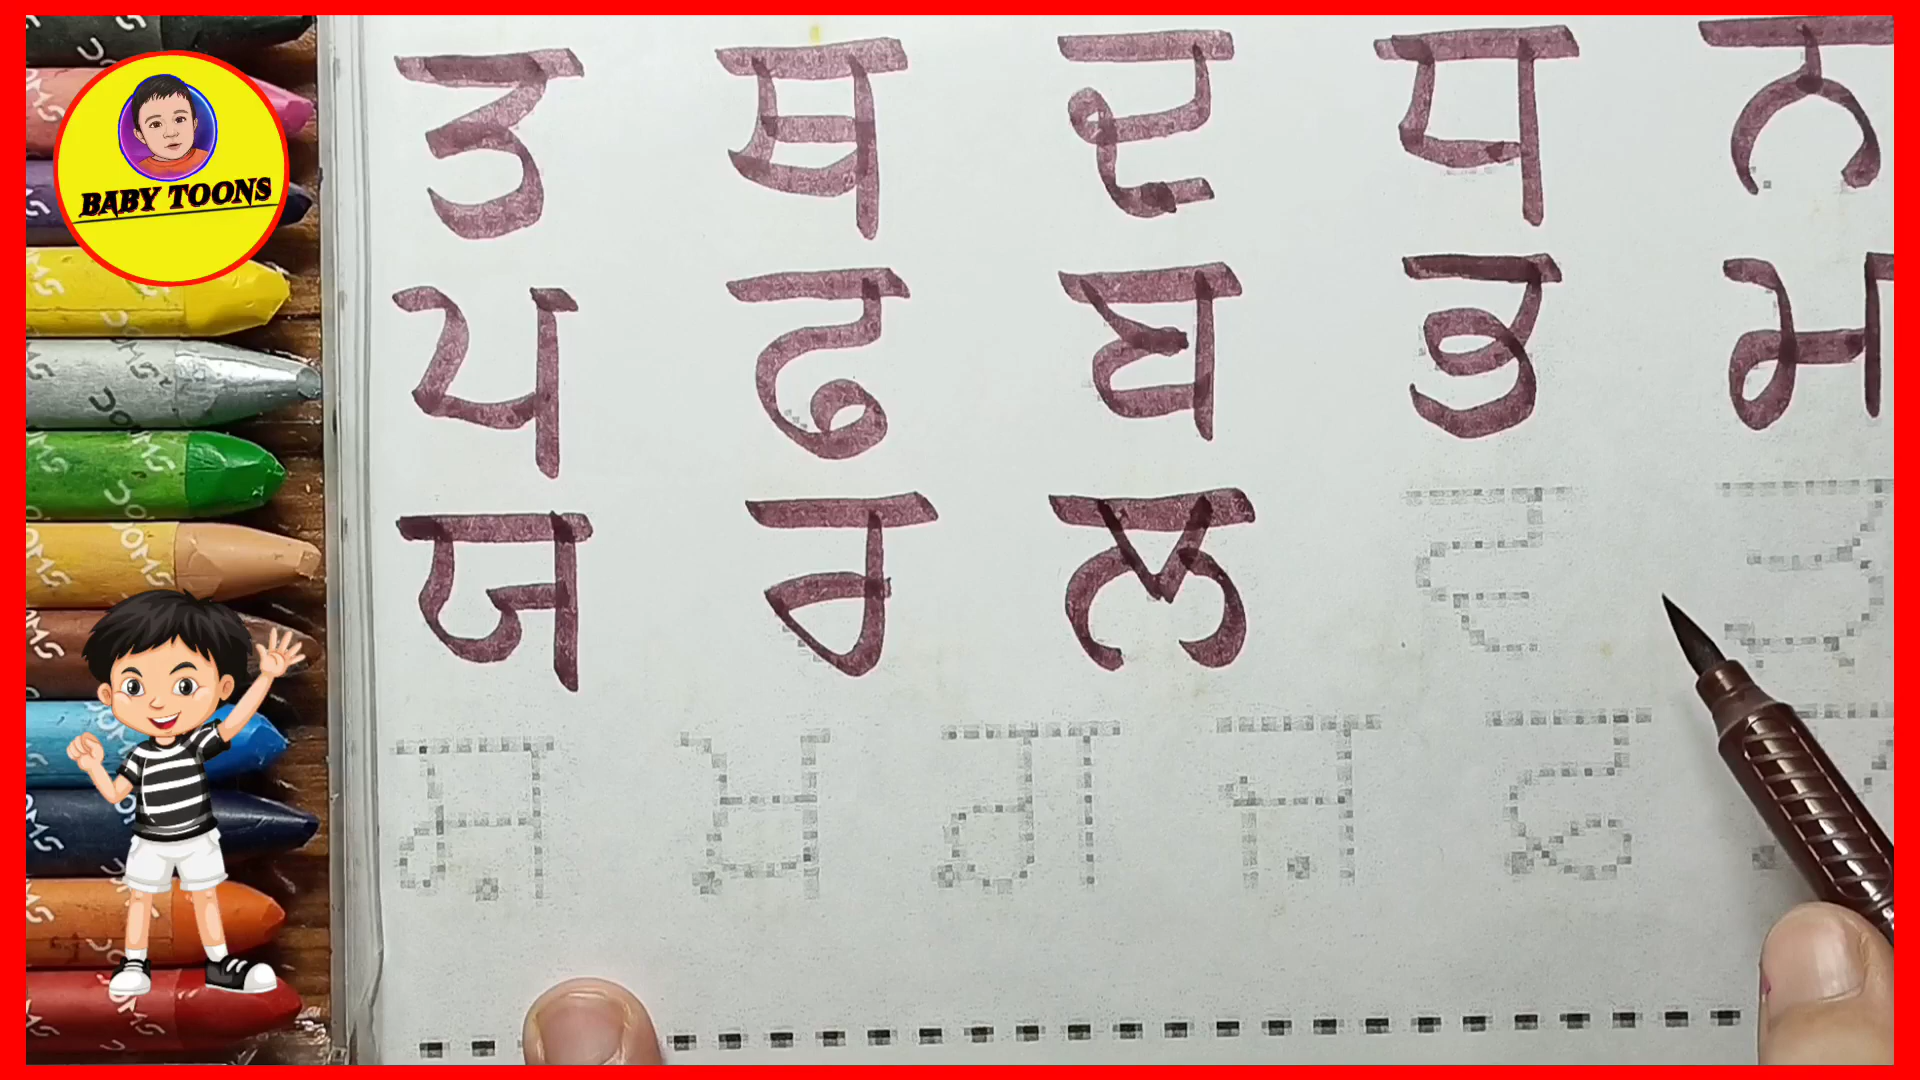 BABY TOONS
ਤ ਥ ਦ ਧ ਨ
ਪ ਫ ਬ ਭ ਮ
ਯ ਰ ਲ ਵ ੜ
ਸ਼ ਖ਼ ਗ਼ ਜ਼ ਫ਼